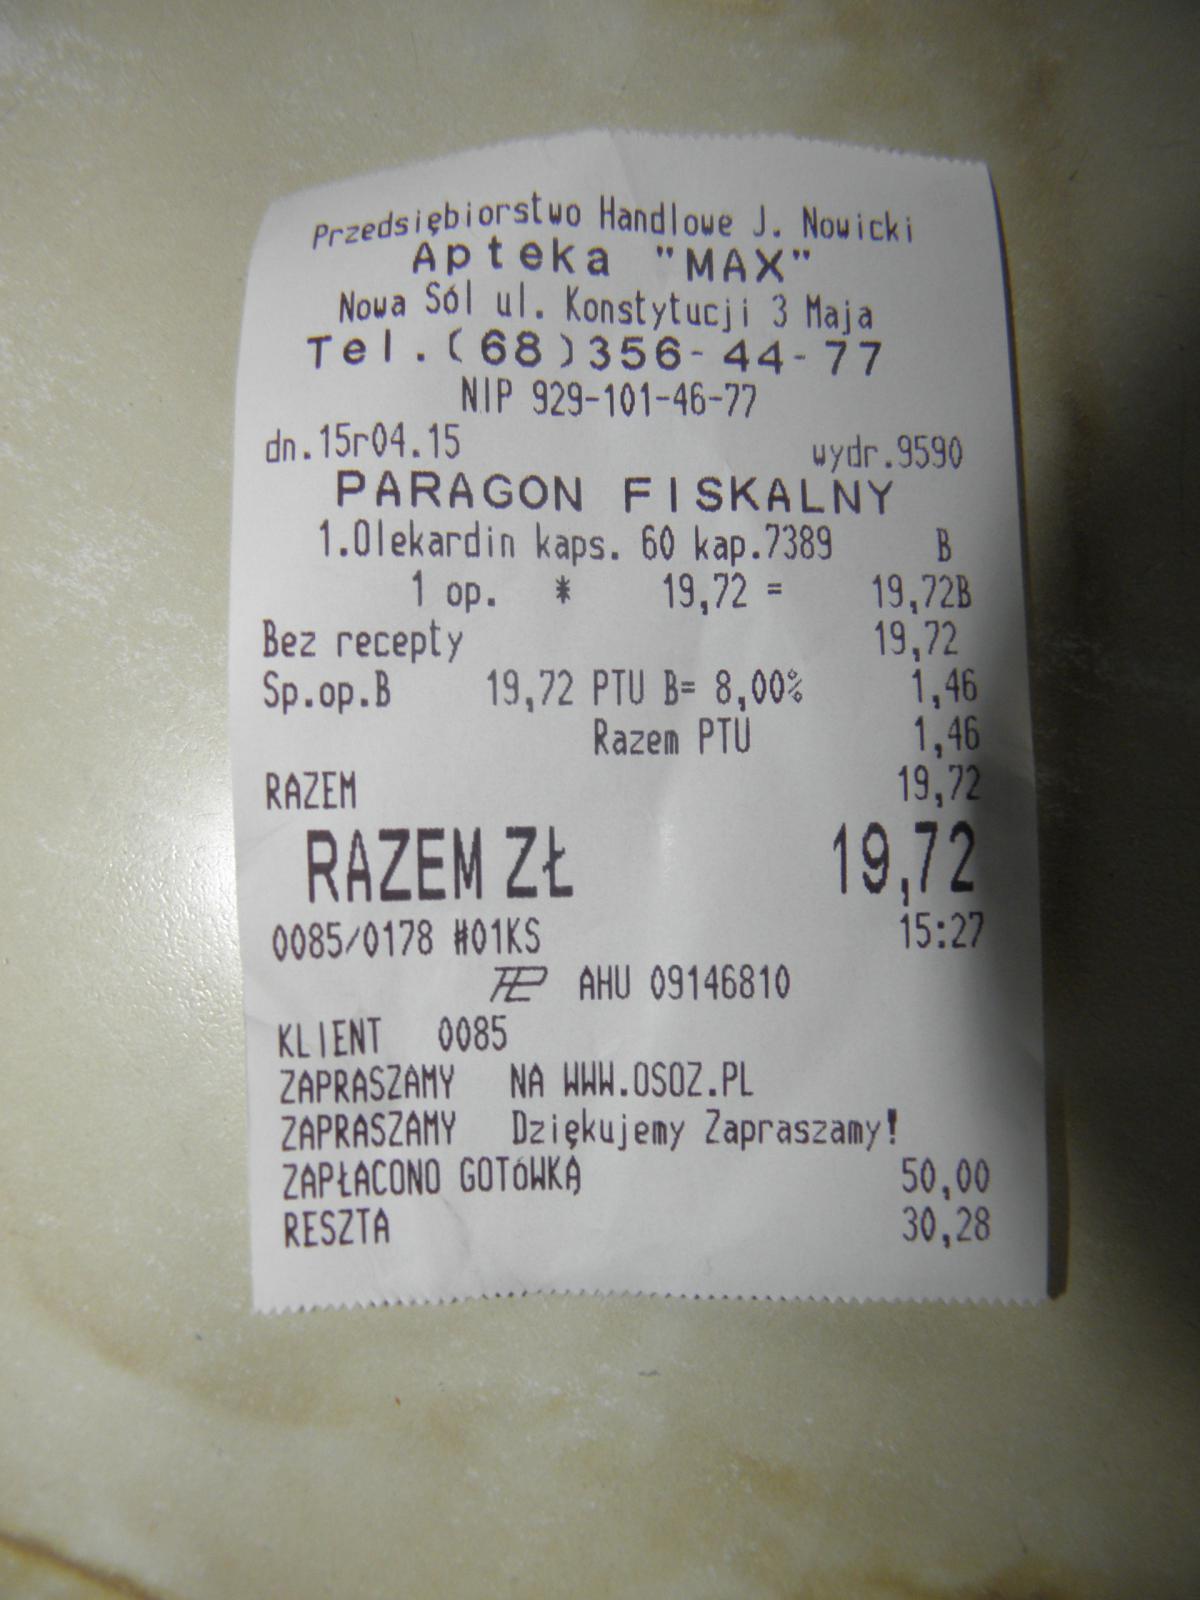 Przedsiębiorstwo Handlowe J. Nowicki
Apteka "MAX"
Nowa Sól ul. Konstytucji 3 Maja
Tel.(68)356-44-77
NIP 929-101-46-77
dn.15r04.15 wydr.9590
PARAGON FISKALNY
1.Olekardin kaps. 60 kap.7389 B
1 op. * 19,72 = 19,72B
Bez recepty 19,72
Sp.op.B 19,72 PTU B= 8,00% 1,46
Razem PTU 1,46
RAZEM 19,72
RAZEM ZŁ 19,72
0085/0178 #01KS 15:27
AHU 09146810
KLIENT 0085
ZAPRASZAMY NA WWW.OSOZ.PL
ZAPRASZAMY Dziękujemy Zapraszamy!
ZAPŁACONO GOTÓWKĄ 50,00
RESZTA 30,28